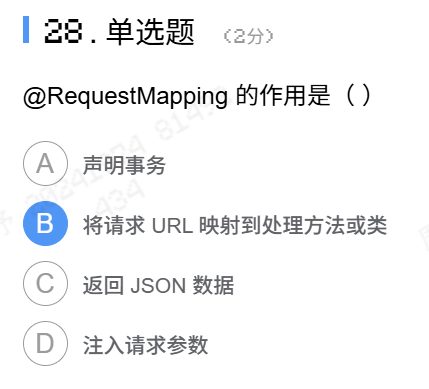 28.单选题 (2分)
@RequestMapping 的作用是（ ）
A 声明事务
B 将请求 URL 映射到处理方法或类
C 返回 JSON 数据
D 注入请求参数